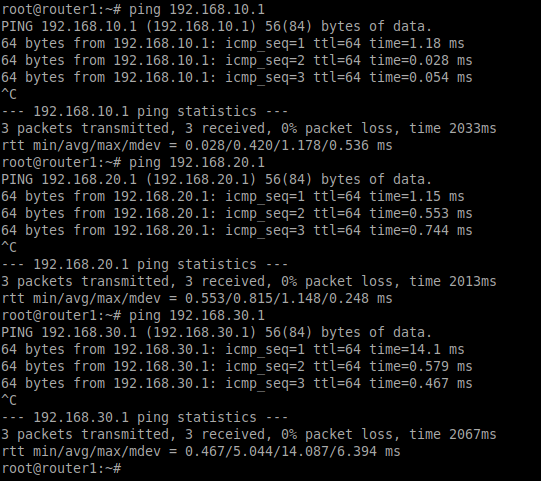 root@router1:~# ping 192.168.10.1
PING 192.168.10.1 (192.168.10.1) 56(84) bytes of data.
64 bytes from 192.168.10.1: icmp_seq=1 ttl=64 time=1.18 ms
64 bytes from 192.168.10.1: icmp_seq=2 ttl=64 time=0.028 ms
64 bytes from 192.168.10.1: icmp_seq=3 ttl=64 time=0.054 ms
^C
--- 192.168.10.1 ping statistics ---
3 packets transmitted, 3 received, 0% packet loss, time 2033ms
rtt min/avg/max/mdev = 0.028/0.420/1.178/0.536 ms
root@router1:~# ping 192.168.20.1
PING 192.168.20.1 (192.168.20.1) 56(84) bytes of data.
64 bytes from 192.168.20.1: icmp_seq=1 ttl=64 time=1.15 ms
64 bytes from 192.168.20.1: icmp_seq=2 ttl=64 time=0.553 ms
64 bytes from 192.168.20.1: icmp_seq=3 ttl=64 time=0.744 ms
^C
--- 192.168.20.1 ping statistics ---
3 packets transmitted, 3 received, 0% packet loss, time 2013ms
rtt min/avg/max/mdev = 0.553/0.815/1.148/0.248 ms
root@router1:~# ping 192.168.30.1
PING 192.168.30.1 (192.168.30.1) 56(84) bytes of data.
64 bytes from 192.168.30.1: icmp_seq=1 ttl=64 time=14.1 ms
64 bytes from 192.168.30.1: icmp_seq=2 ttl=64 time=0.579 ms
64 bytes from 192.168.30.1: icmp_seq=3 ttl=64 time=0.467 ms
^C
--- 192.168.30.1 ping statistics ---
3 packets transmitted, 3 received, 0% packet loss, time 2067ms
rtt min/avg/max/mdev = 0.467/5.044/14.087/6.394 ms
root@router1:~#